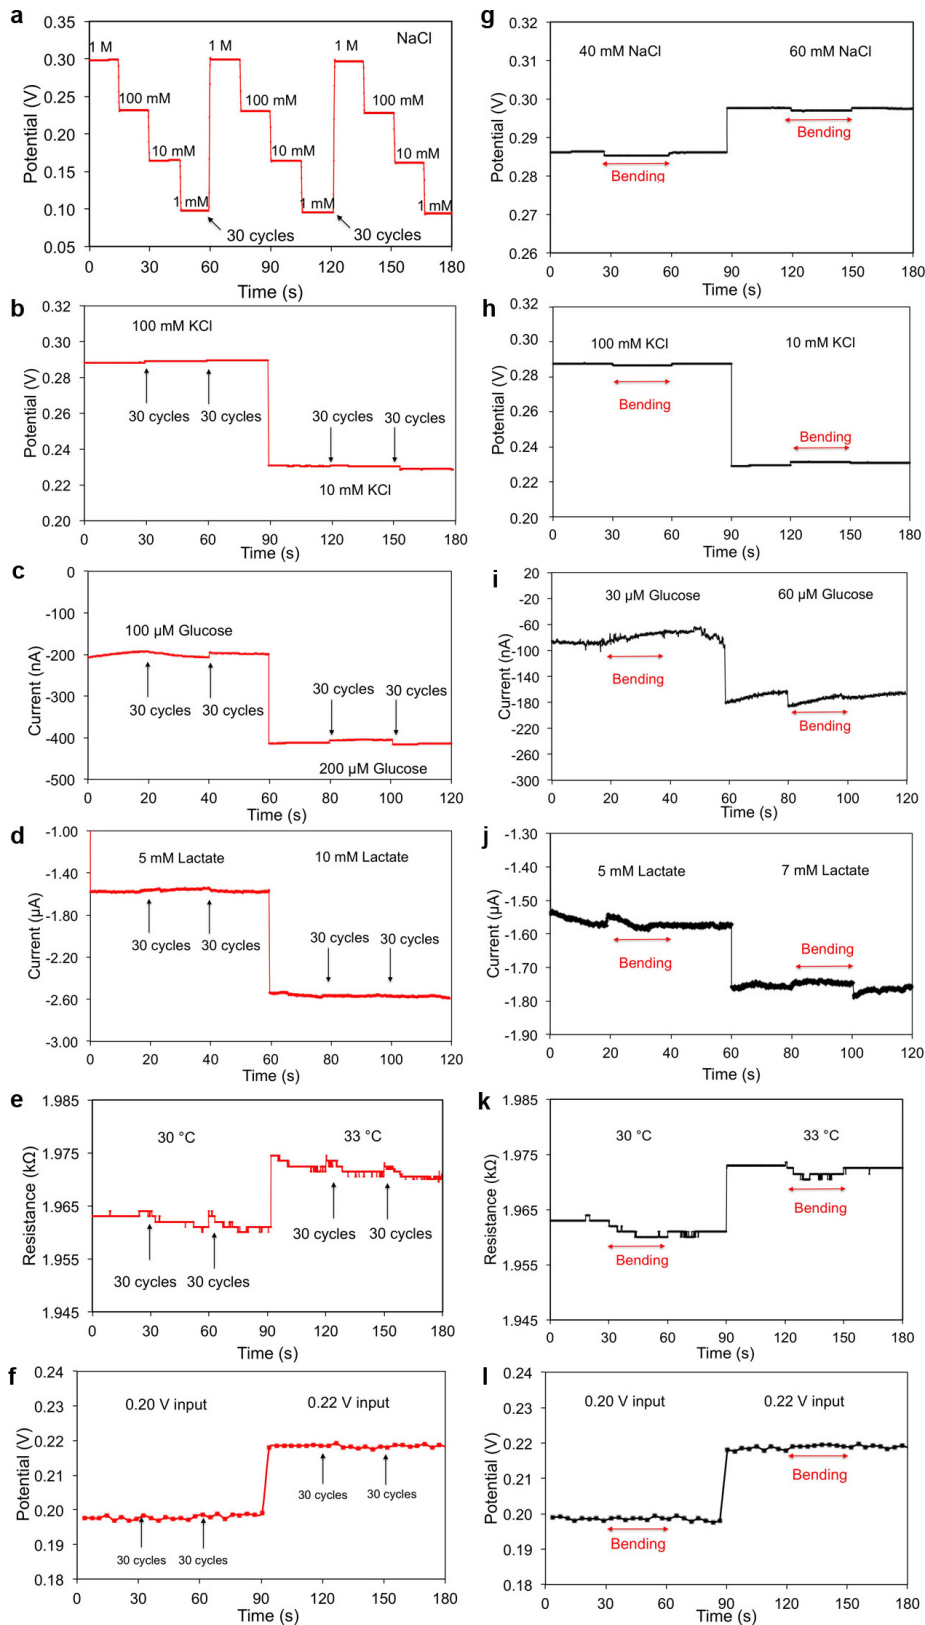 a
0.35
0.30
0.25
0.20
0.15
0.10
0.05
Potential (V)
1 M
100 mM
10 mM
1 mM
1 M
100 mM
10 mM
1 mM
1 M
100 mM
10 mM
1 mM
NaCl
30 cycles
30 cycles
0 30 60 90 120 150 180
Time (s)
g
0.32
0.30
0.29
0.28
0.27
0.26
Potential (V)
40 mM NaCl
60 mM NaCl
Bending
Bending
0 30 60 90 120 150 180
Time (s)
b
0.32
0.30
0.28
0.26
0.24
0.22
0.20
Potential (V)
100 mM KCl
30 cycles 30 cycles
30 cycles 30 cycles
10 mM KCl
0 30 60 90 120 150 180
Time (s)
h
0.32
0.30
0.28
0.26
0.24
0.22
0.20
Potential (V)
100 mM KCl
10 mM KCl
Bending
Bending
0 30 60 90 120 150 180
Time (s)
c
0
-100
-200
-300
-400
-500
Current (nA)
100 µM Glucose
30 cycles 30 cycles
30 cycles 30 cycles
200 µM Glucose
0 20 40 60 80 100 120
Time (s)
i
-20
-60
-100
-140
-180
-220
-260
-300
Current (nA)
30 µM Glucose
60 µM Glucose
Bending
Bending
0 20 40 60 80 100 120
Time (s)
d
-1.00
-1.40
-1.80
-2.20
-2.60
-3.00
Current (µA)
5 mM Lactate
10 mM Lactate
30 cycles 30 cycles
30 cycles 30 cycles
0 20 40 60 80 100 120
Time (s)
j
-1.30
-1.40
-1.50
-1.60
-1.70
-1.80
-1.90
Current (µA)
5 mM Lactate
7 mM Lactate
Bending
Bending
0 20 40 60 80 100 120
Time (s)
e
1.985
1.975
1.965
1.955
1.945
Resistance (kΩ)
30 °C
33 °C
30 cycles 30 cycles
30 cycles 30 cycles
0 30 60 90 120 150 180
Time (s)
k
1.985
1.975
1.965
1.955
1.945
Resistance (kΩ)
30 °C
33 °C
Bending
Bending
0 30 60 90 120 150 180
Time (s)
f
0.24
0.23
0.22
0.21
0.20
0.19
0.18
Potential (V)
0.20 V input
0.22 V input
30 cycles 30 cycles
30 cycles 30 cycles
0 30 60 90 120 150 180
Time (s)
l
0.24
0.23
0.22
0.21
0.20
0.19
0.18
Potential (V)
0.20 V input
0.22 V input
Bending
Bending
0 30 60 90 120 150 180
Time (s)